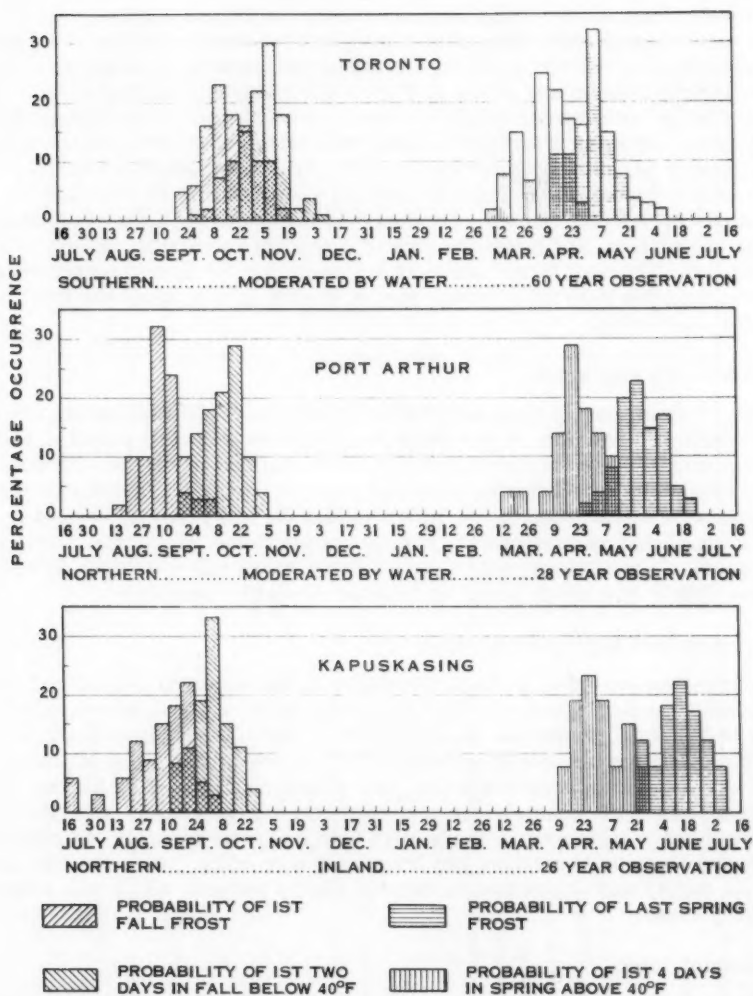 PERCENTAGE OCCURRENCE
30
20
10
0
TORONTO
16 30 13 27 10 24 8 22 5 19 3 17 31 15 29 12 26 12 26 9 23 7 21 4 18 2 16
JULY AUG. SEPT. OCT. NOV. DEC. JAN. FEB. MAR. APR. MAY JUNE JULY
SOUTHERN.............MODERATED BY WATER.............60 YEAR OBSERVATION
30
20
10
0
PORT ARTHUR
16 30 13 27 10 24 8 22 5 19 3 17 31 15 29 12 26 12 26 9 23 7 21 4 18 2 16
JULY AUG. SEPT. OCT. NOV. DEC. JAN. FEB. MAR. APR. MAY JUNE JULY
NORTHERN.............MODERATED BY WATER.............28 YEAR OBSERVATION
30
20
10
0
KAPUSKASING
16 30 13 27 10 24 8 22 5 19 3 17 31 15 29 12 26 12 26 9 23 7 21 4 18 2 16
JULY AUG. SEPT. OCT. NOV. DEC. JAN. FEB. MAR. APR. MAY JUNE JULY
NORTHERN......................INLAND......................26 YEAR OBSERVATION
PROBABILITY OF IST
FALL FROST
PROBABILITY OF LAST SPRING
FROST
PROBABILITY OF IST TWO
DAYS IN FALL BELOW 40°F
PROBABILITY OF IST 4 DAYS
IN SPRING ABOVE 40°F